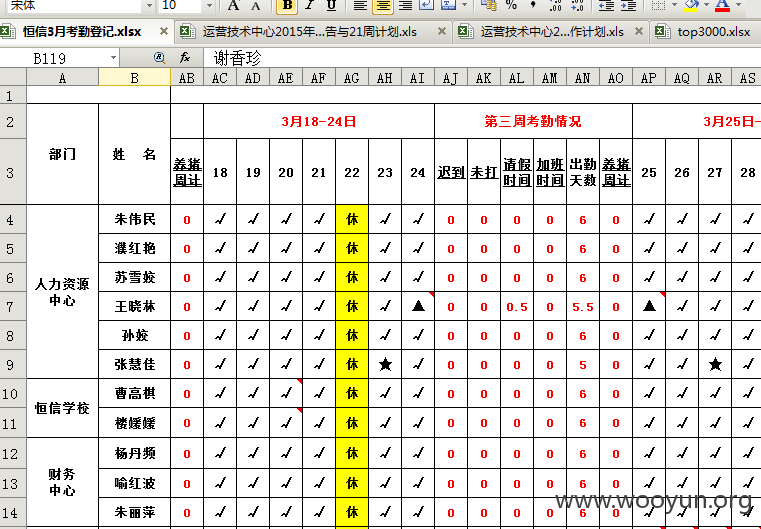 宋体 10 A A B I U
恒信3月考勤登记.xlsx 运营技术中心2015年...告与21周计划.xls 运营技术中心2...作计划.xls top3000.xlsx
B119 fx 谢香珍
A B AB AC AD AE AF AG AH AI AJ AK AL AM AN AO AP AQ AR AS
1
2 部门 姓 名 3月18-24日 第三周考勤情况 3月25日-
3 养猪周计 18 19 20 21 22 23 24 迟到 未打 请假时间 加班时间 出勤天数 养猪周计 25 26 27 28
4 人力资源中心 朱伟民 0 √ √ √ √ 休 √ √ 0 0 0 0 6 0 √ √ √ √
5 濮红艳 0 √ √ √ √ 休 √ √ 0 0 0 0 6 0 √ √ √ √
6 苏雪姣 0 √ √ √ √ 休 √ √ 0 0 0 0 6 0 √ √ √ √
7 王晓林 0 √ √ √ √ 休 √ ▲ 0 0 0.5 0 5.5 0 ▲ √ √ √
8 孙姣 0 √ √ √ √ 休 √ √ 0 0 0 0 6 0 √ √ √ √
9 张慧佳 0 √ √ √ √ 休 ★ √ 0 0 0 0 5 0 √ √ ★ √
10 恒信学校 曹高棋 0 √ √ √ √ 休 √ √ 0 0 0 0 6 0 √ √ √ √
11 楼媛媛 0 √ √ √ √ 休 √ √ 0 0 0 0 6 0 √ √ √ √
12 财务中心 杨丹频 0 √ √ √ √ 休 √ √ 0 0 0 0 6 0 √ √ √ √
13 喻红波 0 √ √ √ √ 休 √ √ 0 0 0 0 6 0 √ √ √ √
14 朱丽萍 0 √ √ √ √ 休 √ √ 0 0 0 0 6 0 √ √ √ √
www.wooyun.org